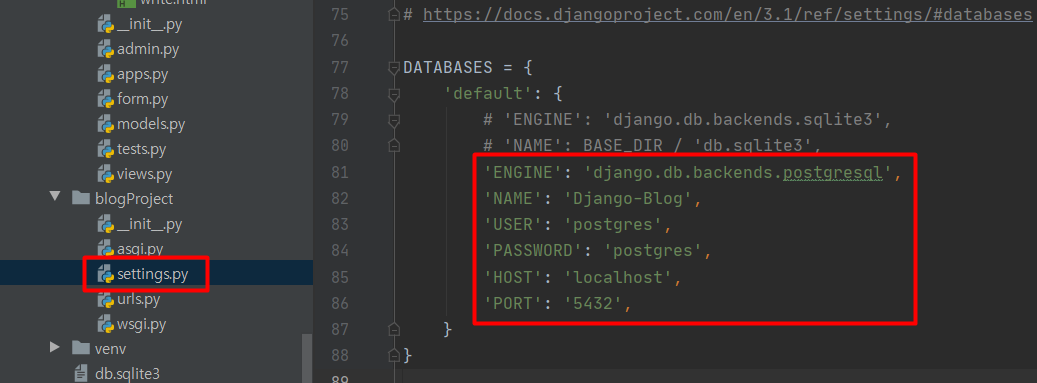 write.html
__init__.py
admin.py
apps.py
form.py
models.py
tests.py
views.py
blogProject
__init__.py
asgi.py
settings.py
urls.py
wsgi.py
venv
db.sqlite3
75 # https://docs.djangoproject.com/en/3.1/ref/settings/#databases
76
77 DATABASES = {
78 'default': {
79 # 'ENGINE': 'django.db.backends.sqlite3',
80 # 'NAME': BASE_DIR / 'db.sqlite3',
81 'ENGINE': 'django.db.backends.postgresql',
82 'NAME': 'Django-Blog',
83 'USER': 'postgres',
84 'PASSWORD': 'postgres',
85 'HOST': 'localhost',
86 'PORT': '5432',
87 }
88 }
89